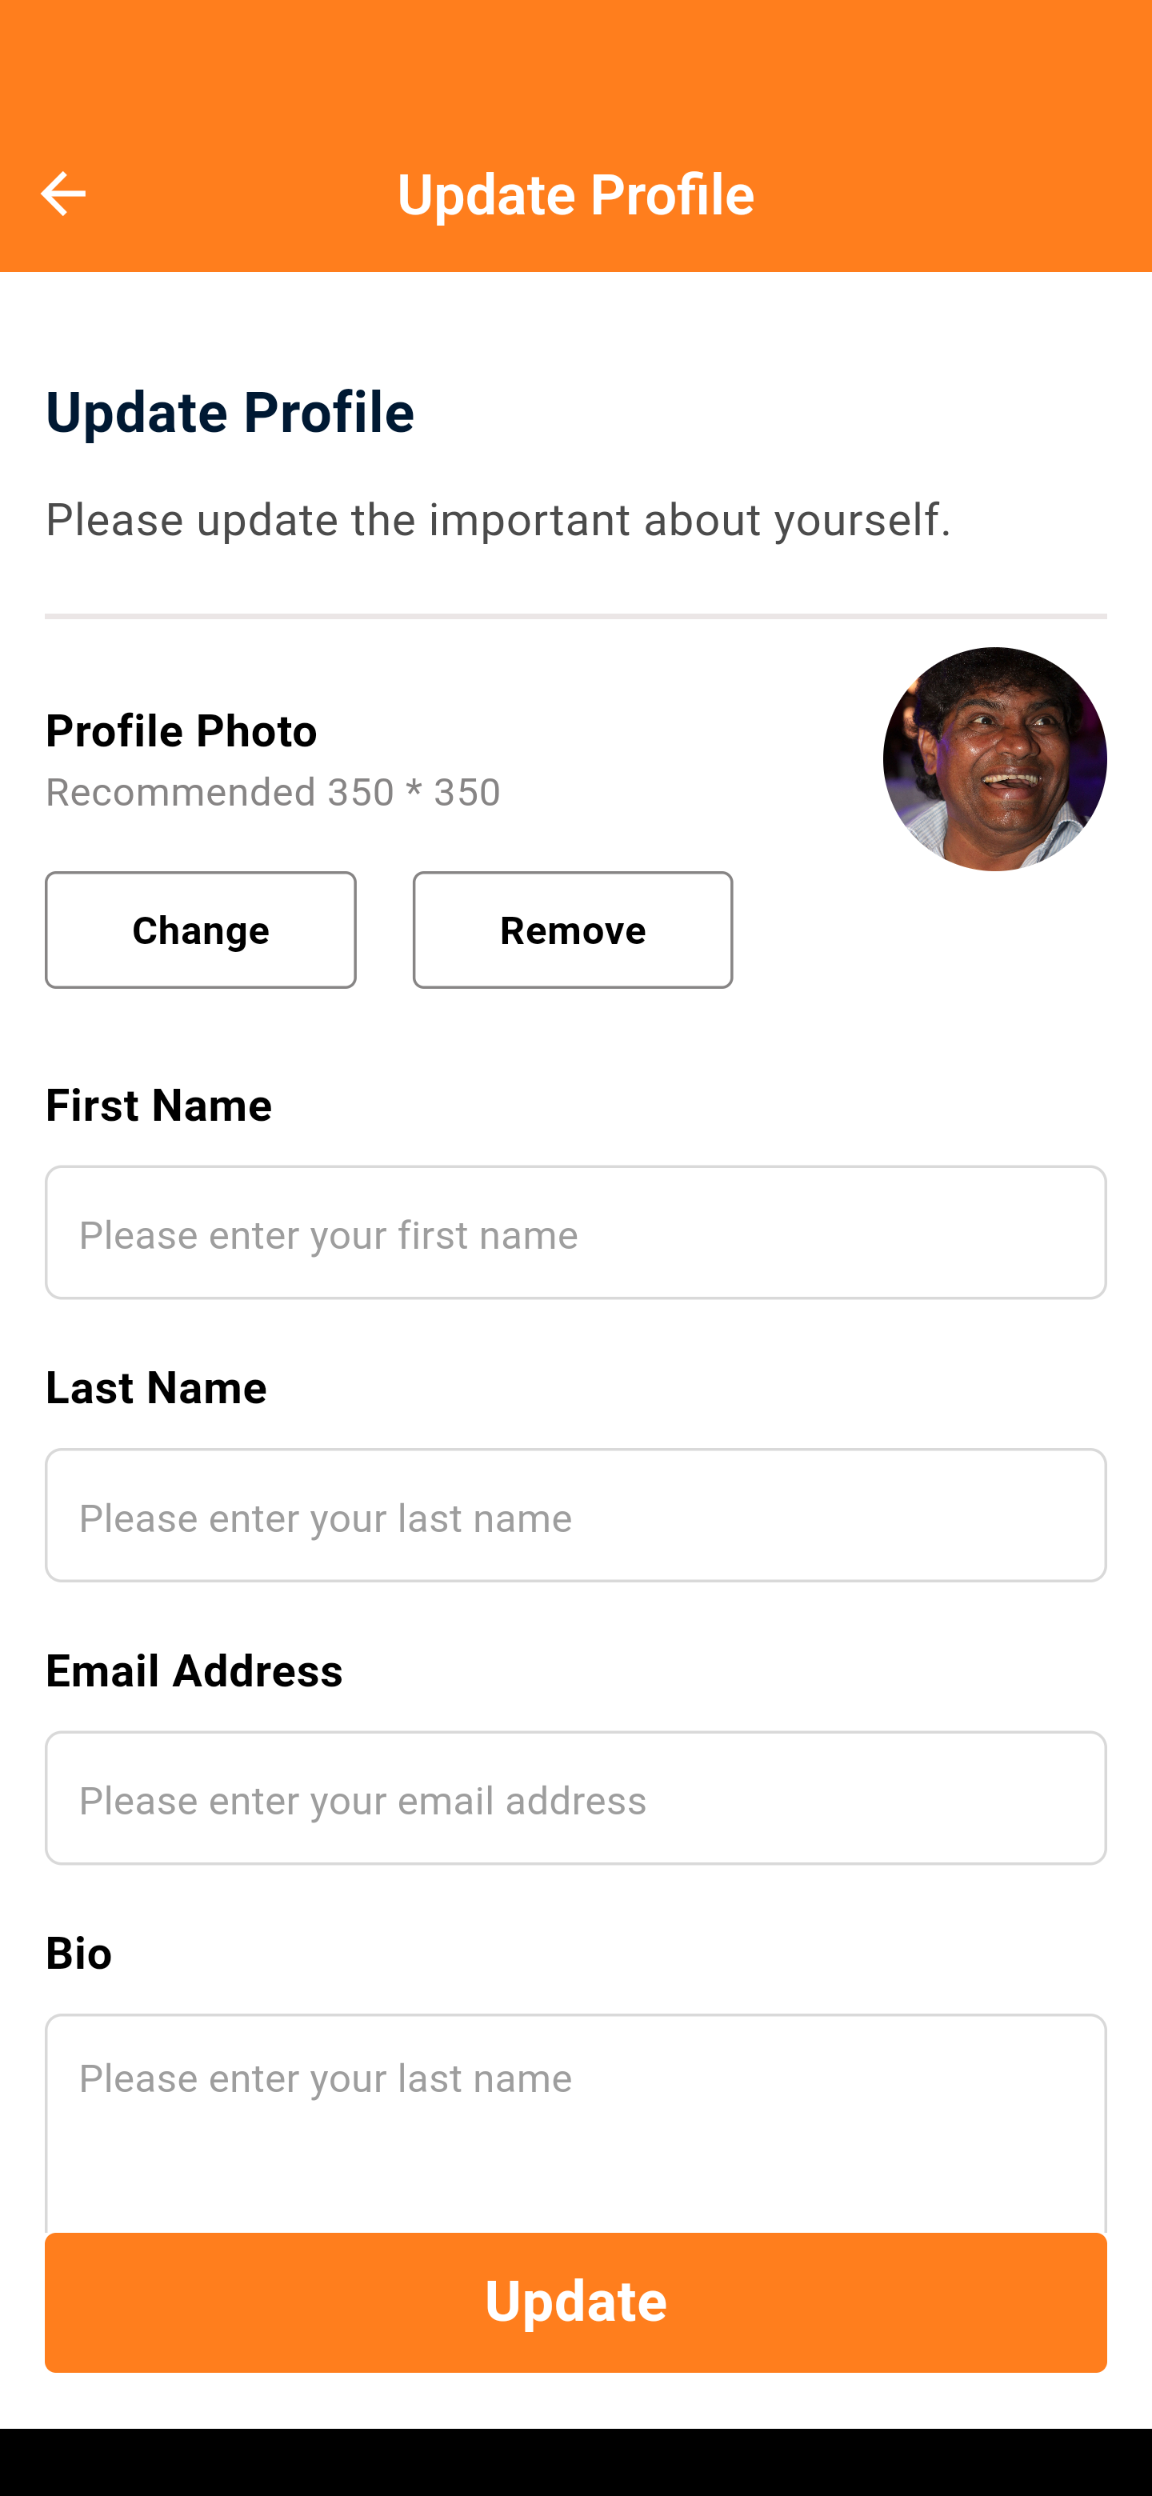 Update Profile
Update Profile
Please update the important about yourself.
Profile Photo
Recommended 350 * 350
Change
Remove
First Name
Please enter your first name
Last Name
Please enter your last name
Email Address
Please enter your email address
Bio
Please enter your last name
Update